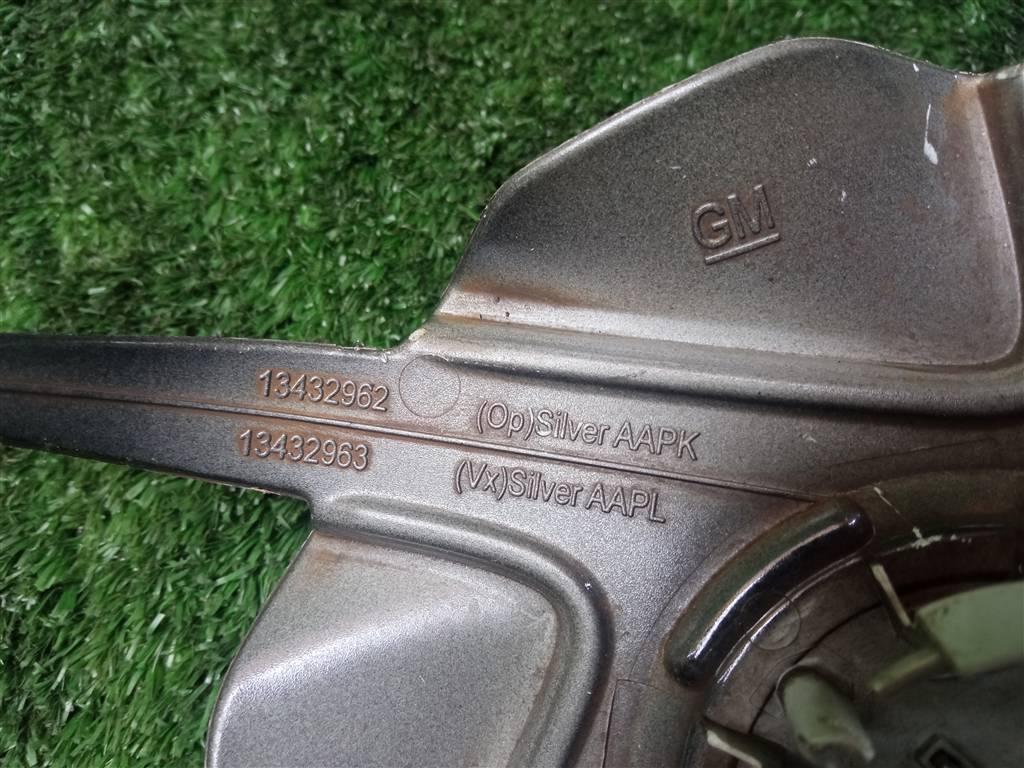 GM
13432962 (Op)Silver AAPK
13432963 (Vx)Silver AAPL